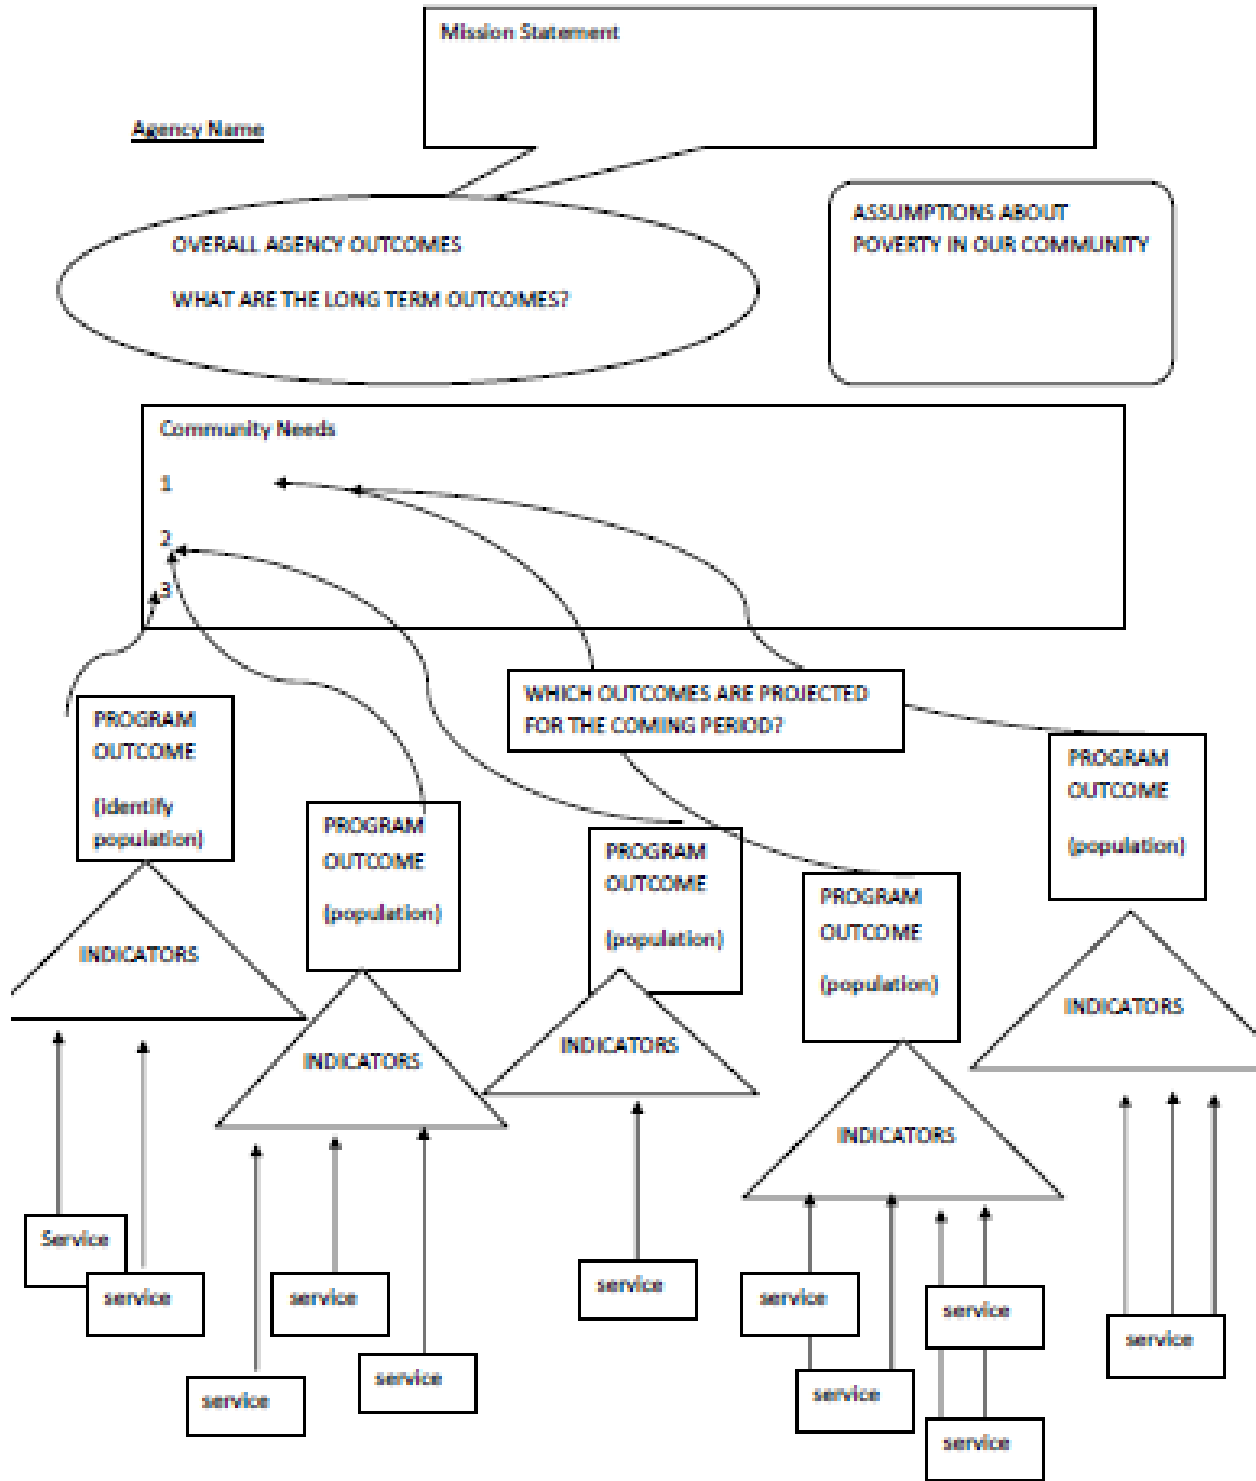 Mission Statement
Agency Name
OVERALL AGENCY OUTCOMES
WHAT ARE THE LONG TERM OUTCOMES?
ASSUMPTIONS ABOUT
POVERTY IN OUR COMMUNITY
Community Needs
1
2
3
WHICH OUTCOMES ARE PROJECTED
FOR THE COMING PERIOD?
PROGRAM
OUTCOME
(identify
population)
PROGRAM
OUTCOME
(population)
PROGRAM
OUTCOME
(population)
PROGRAM
OUTCOME
(population)
PROGRAM
OUTCOME
(population)
INDICATORS
INDICATORS
INDICATORS
INDICATORS
INDICATORS
Service
service
service
service
service
service
service
service
service
service
service